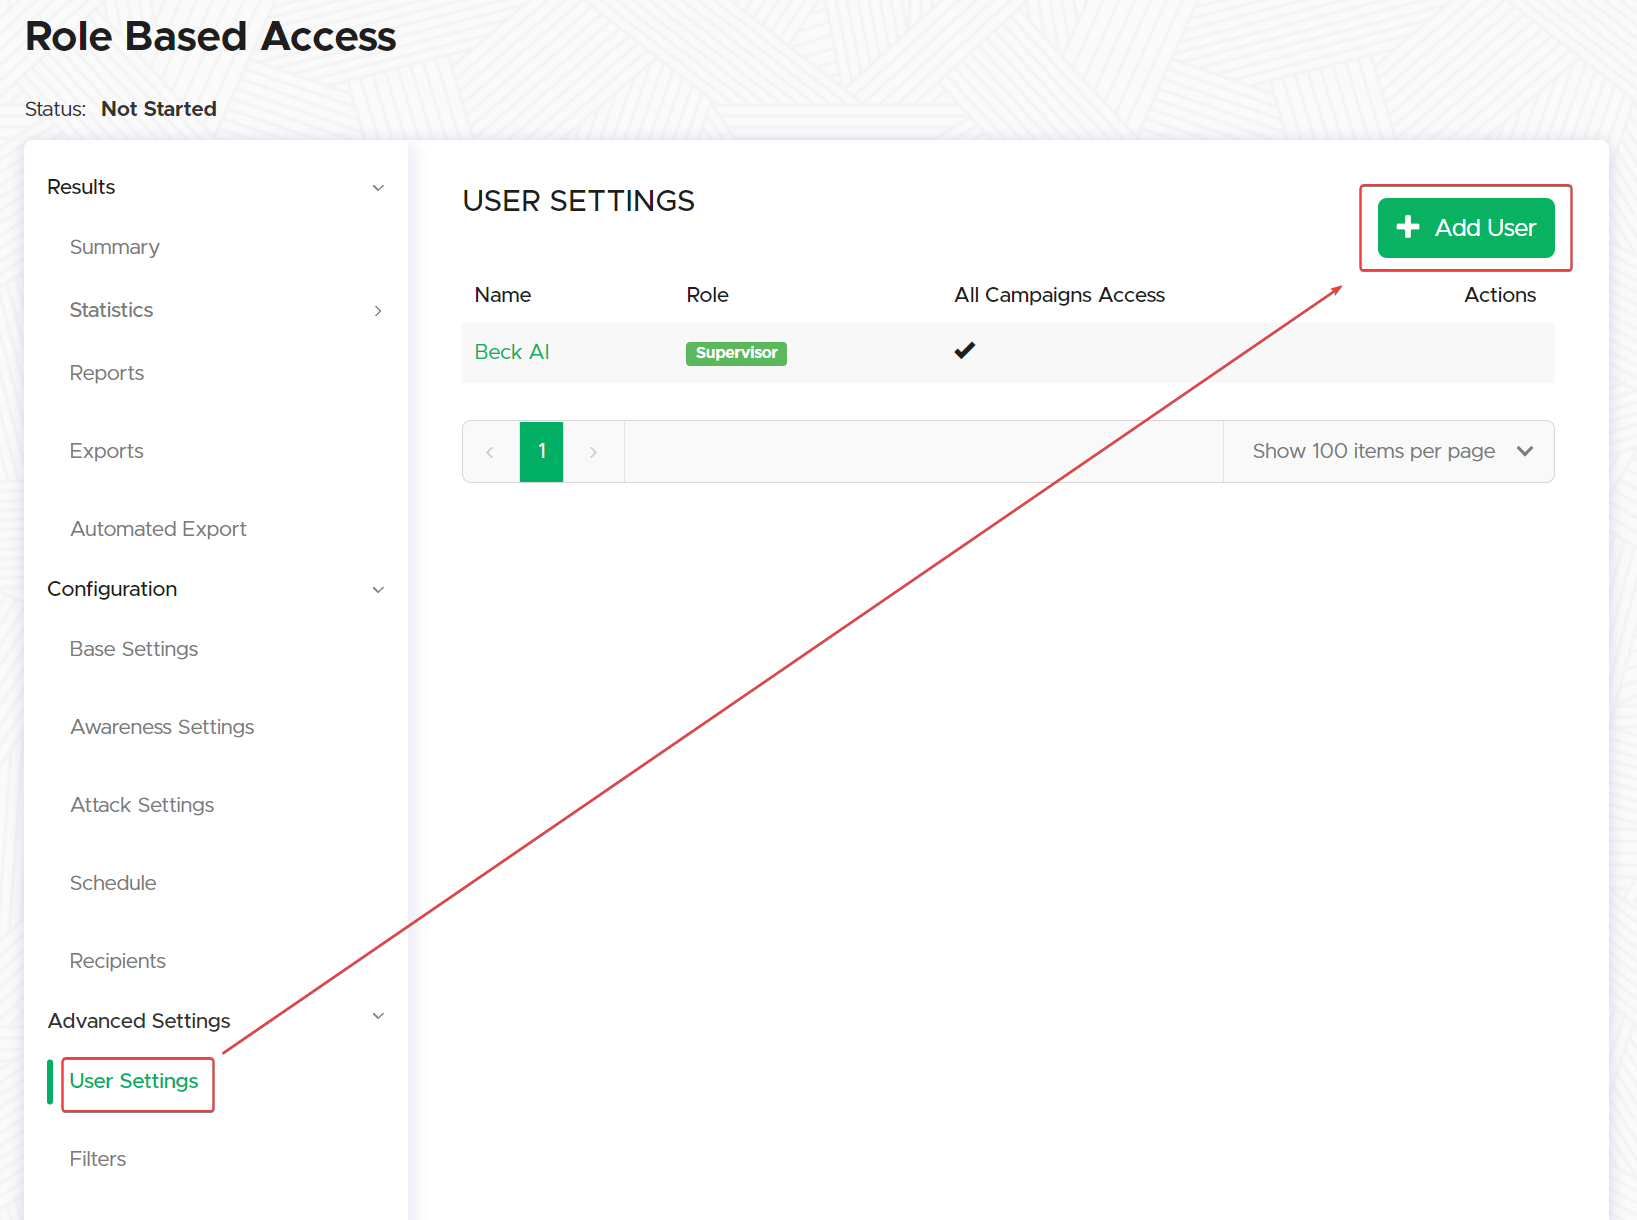 Role Based Access
Status: Not Started
Results
Summary
Statistics
Reports
Exports
Automated Export
Configuration
Base Settings
Awareness Settings
Attack Settings
Schedule
Recipients
Advanced Settings
User Settings
Filters
USER SETTINGS
Add User
Name Role All Campaigns Access Actions
Beck Al Supervisor
1 Show 100 items per page